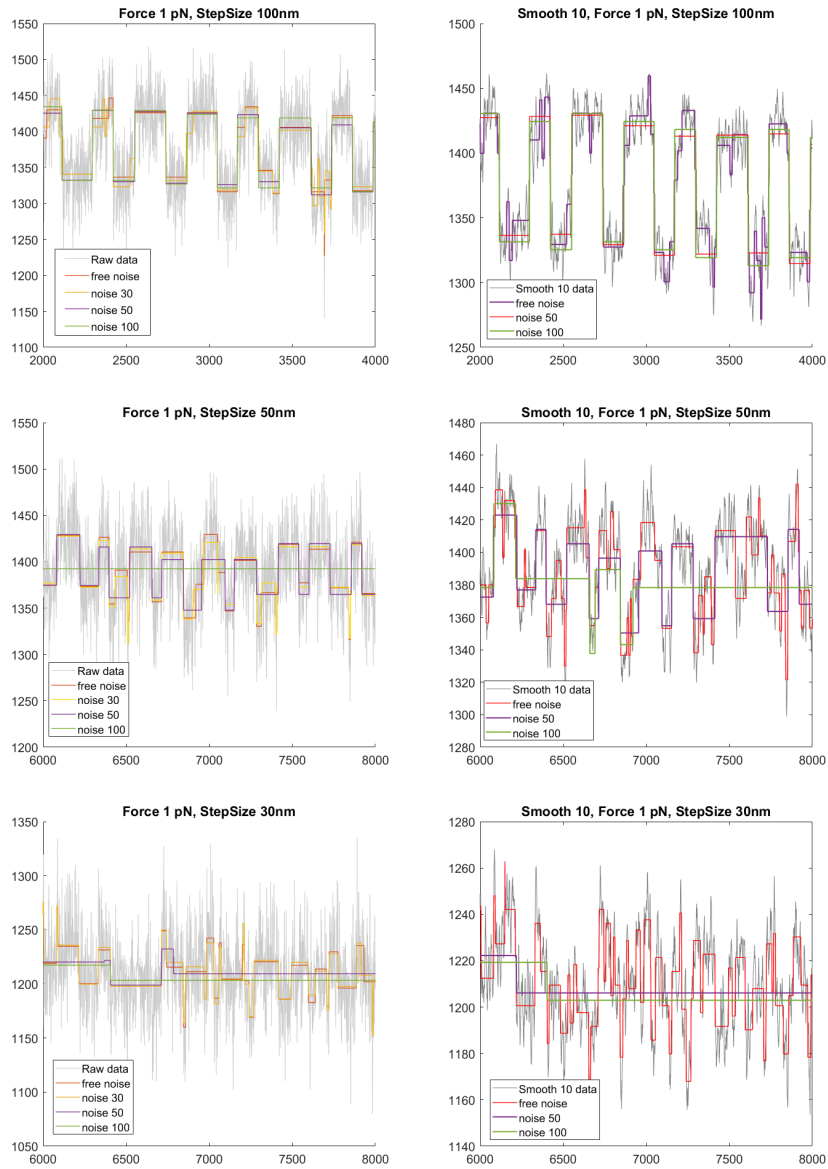 Force 1 pN, StepSize 100nm
1550
1500
1450
1400
1350
1300
1250
1200
1150
1100
2000
2500
3000
3500
4000
Raw data
free noise
noise 30
noise 50
noise 100
Smooth 10, Force 1 pN, StepSize 100nm
1500
1450
1400
1350
1300
1250
2000
2500
3000
3500
4000
Smooth 10 data
free noise
noise 50
noise 100
Force 1 pN, StepSize 50nm
1550
1500
1450
1400
1350
1300
1250
1200
6000
6500
7000
7500
8000
Raw data
free noise
noise 30
noise 50
noise 100
Smooth 10, Force 1 pN, StepSize 50nm
1480
1460
1440
1420
1400
1380
1360
1340
1320
1300
1280
6000
6500
7000
7500
8000
Smooth 10 data
free noise
noise 50
noise 100
Force 1 pN, StepSize 30nm
1350
1300
1250
1200
1150
1100
1050
6000
6500
7000
7500
8000
Raw data
free noise
noise 30
noise 50
noise 100
Smooth 10, Force 1 pN, StepSize 30nm
1280
1260
1240
1220
1200
1180
1160
1140
6000
6500
7000
7500
8000
Smooth 10 data
free noise
noise 50
noise 100